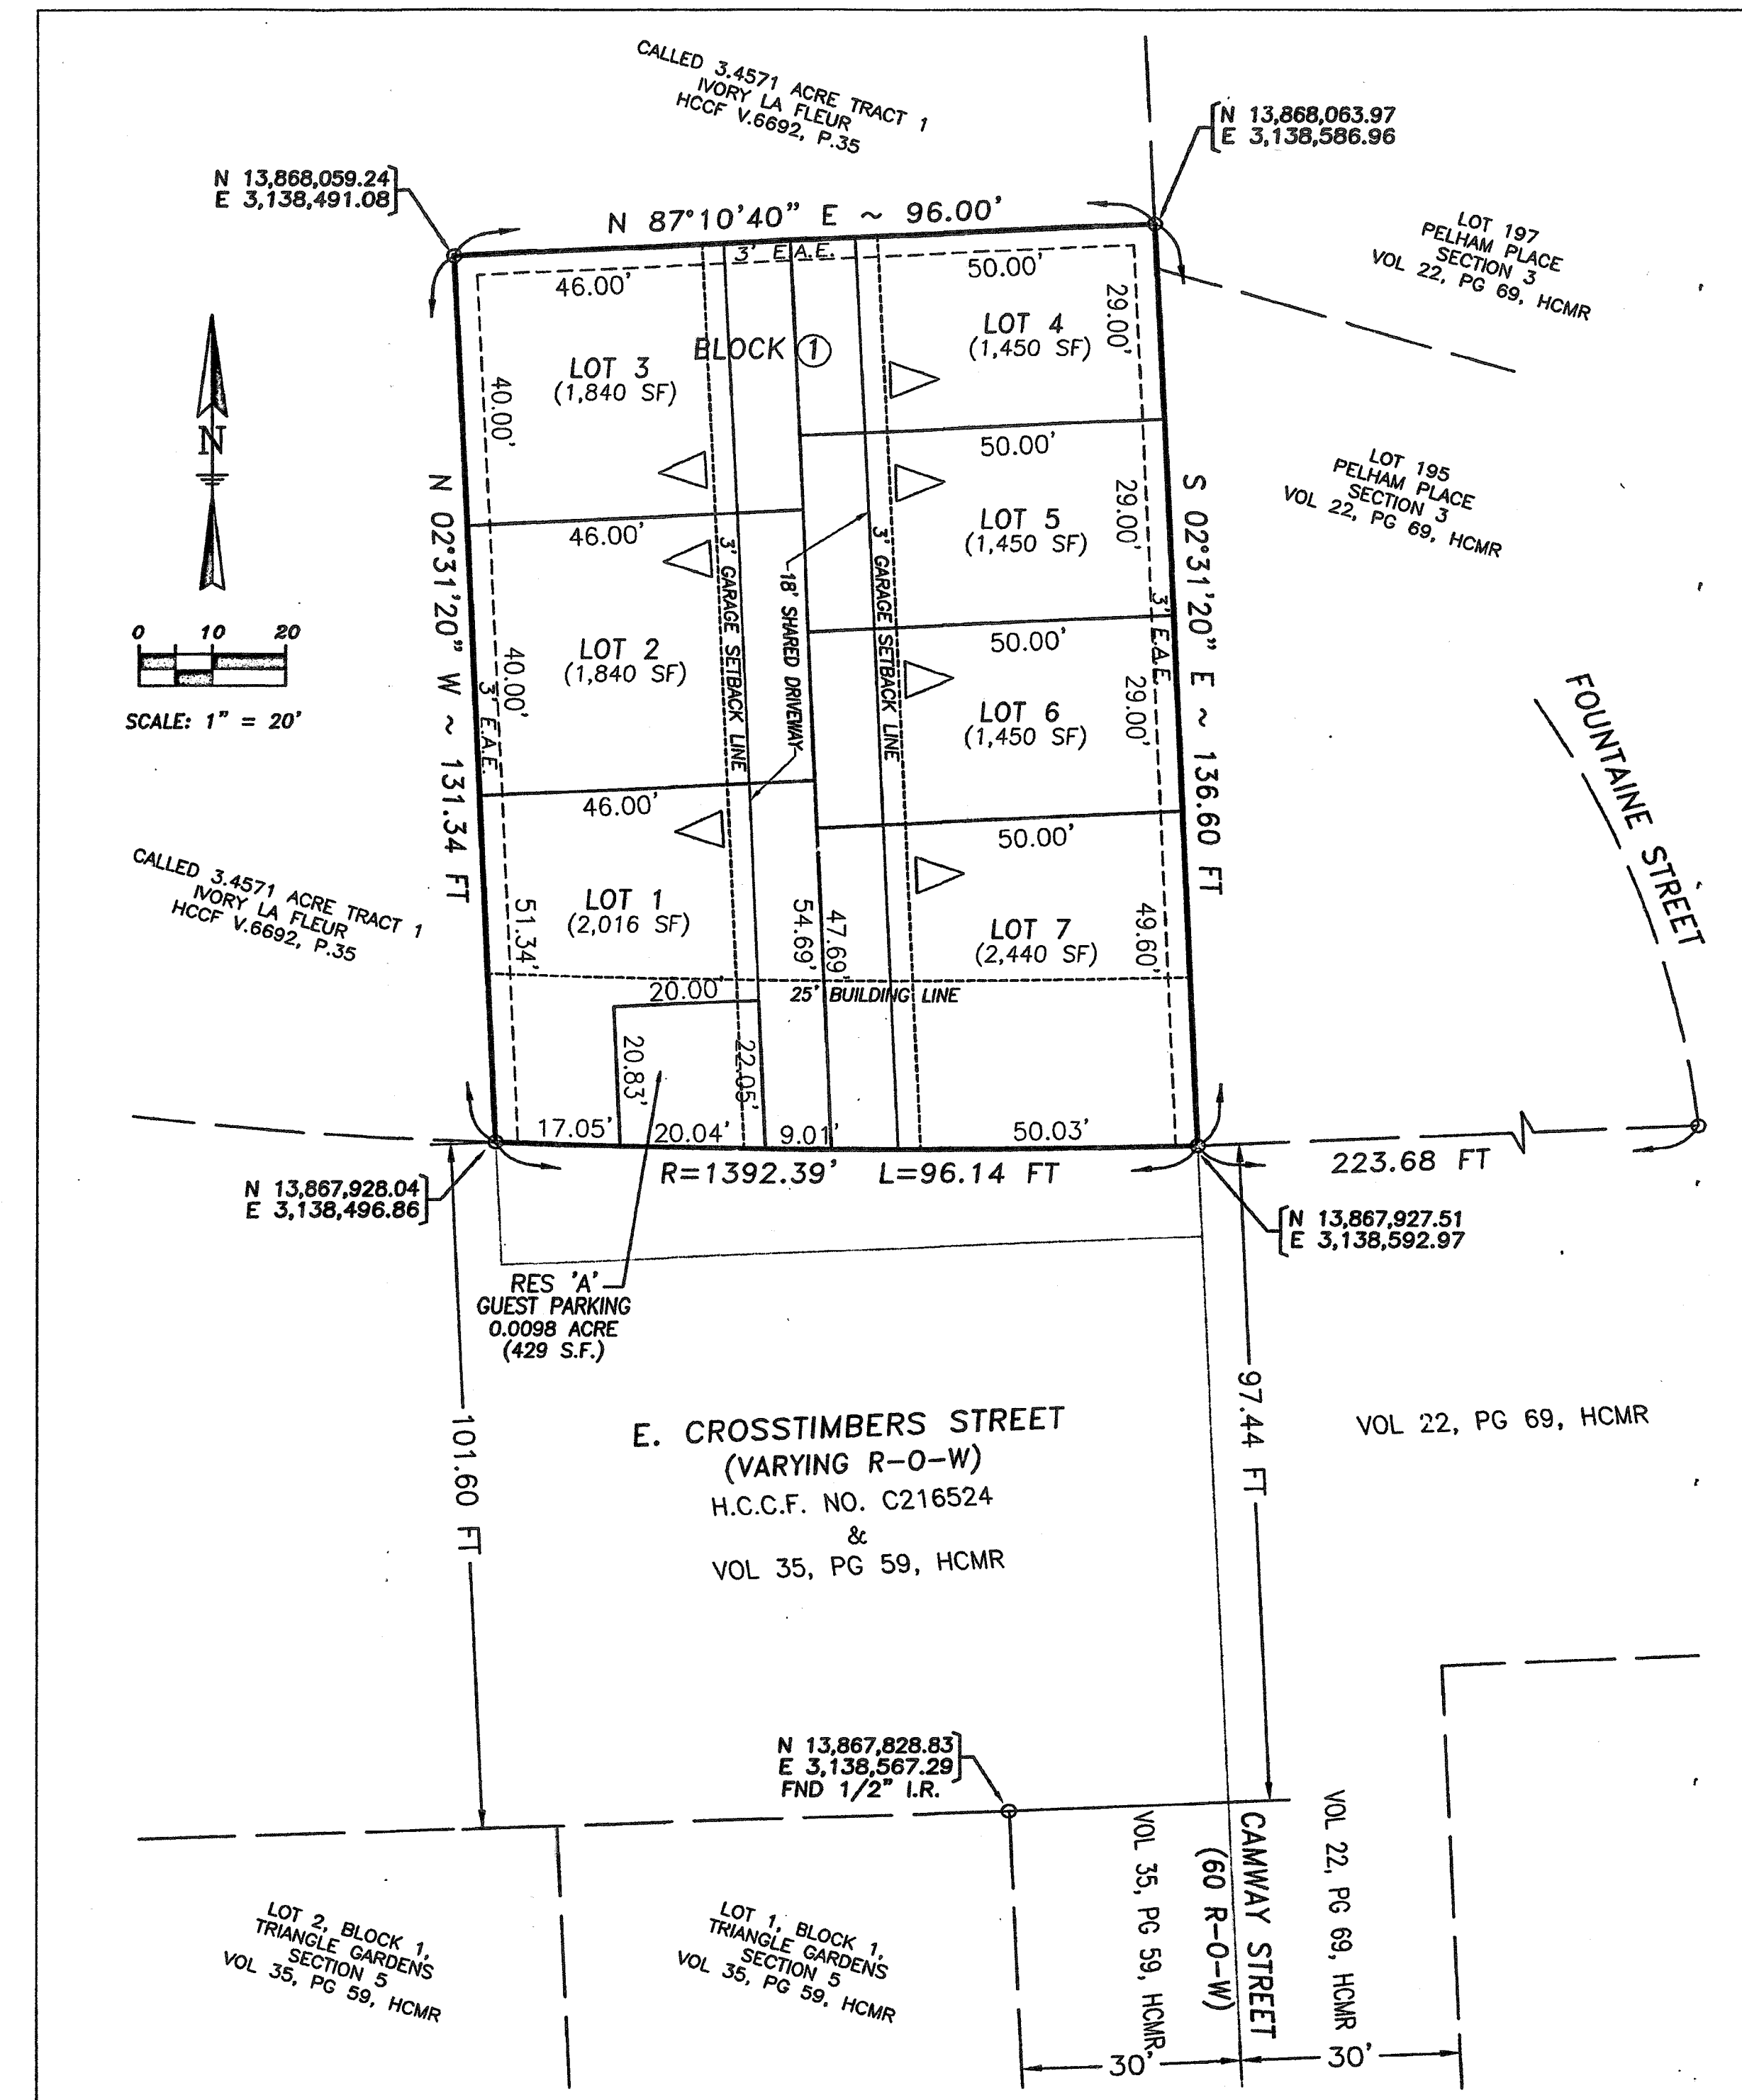 CALLED 3.4571 ACRE TRACT 1
IVORY LA FLEUR
HCCF V.6692, P.35
N 13,868,063.97
E 3,138,586.96
N 13,868,059.24
E 3,138,491.08
N 87°10'40" E ~ 96.00'
LOT 197
PELHAM PLACE
SECTION 3
VOL 22, PG 69, HCMR
3' E.A.E.
46.00'
50.00'
29.00'
LOT 4
(1,450 SF)
BLOCK 1
LOT 3
(1,840 SF)
40.00'
N
0 10 20
SCALE: 1" = 20'
50.00'
29.00'
LOT 5
(1,450 SF)
LOT 195
PELHAM PLACE
SECTION 3
VOL 22, PG 69, HCMR
N 02°31'20" W ~ 131.34 FT
S 02°31'20" E ~ 136.60 FT
46.00'
LOT 2
(1,840 SF)
40.00'
3' E.A.E.
3' GARAGE SETBACK LINE
18' SHARED DRIVEWAY
3' GARAGE SETBACK LINE
3' E.A.E.
50.00'
29.00'
LOT 6
(1,450 SF)
FOUNTAINE STREET
46.00'
LOT 1
(2,016 SF)
51.34'
54.69'
47.69'
50.00'
LOT 7
(2,440 SF)
49.60'
CALLED 3.4571 ACRE TRACT 1
IVORY LA FLEUR
HCCF V.6692, P.35
25' BUILDING LINE
20.00'
20.83'
22.05'
17.05'
20.04'
9.01'
50.03'
R=1392.39' L=96.14 FT
223.68 FT
N 13,867,928.04
E 3,138,496.86
N 13,867,927.51
E 3,138,592.97
RES 'A'
GUEST PARKING
0.0098 ACRE
(429 S.F.)
101.60 FT
97.44 FT
E. CROSSTIMBERS STREET
(VARYING R-O-W)
H.C.C.F. NO. C216524
&
VOL 35, PG 59, HCMR
VOL 22, PG 69, HCMR
N 13,867,828.83
E 3,138,567.29
FND 1/2" I.R.
LOT 2, BLOCK 1,
TRIANGLE GARDENS
SECTION 5
VOL 35, PG 59, HCMR
LOT 1, BLOCK 1,
TRIANGLE GARDENS
SECTION 5
VOL 35, PG 59, HCMR
VOL 35, PG 59, HCMR,
(60 R-O-W)
CAMWAY STREET
VOL 22, PG 69, HCMR
30'
30'